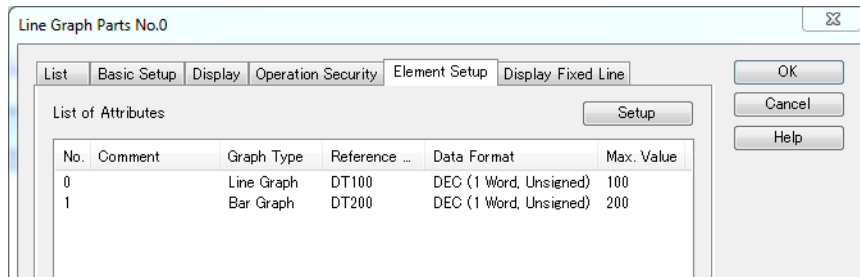 Line Graph Parts No.0
List Basic Setup Display Operation Security Element Setup Display Fixed Line
OK
List of Attributes
Setup
Cancel
Help
No. Comment Graph Type Reference ... Data Format Max. Value
0 Line Graph DT100 DEC (1 Word, Unsigned) 100
1 Bar Graph DT200 DEC (1 Word, Unsigned) 200